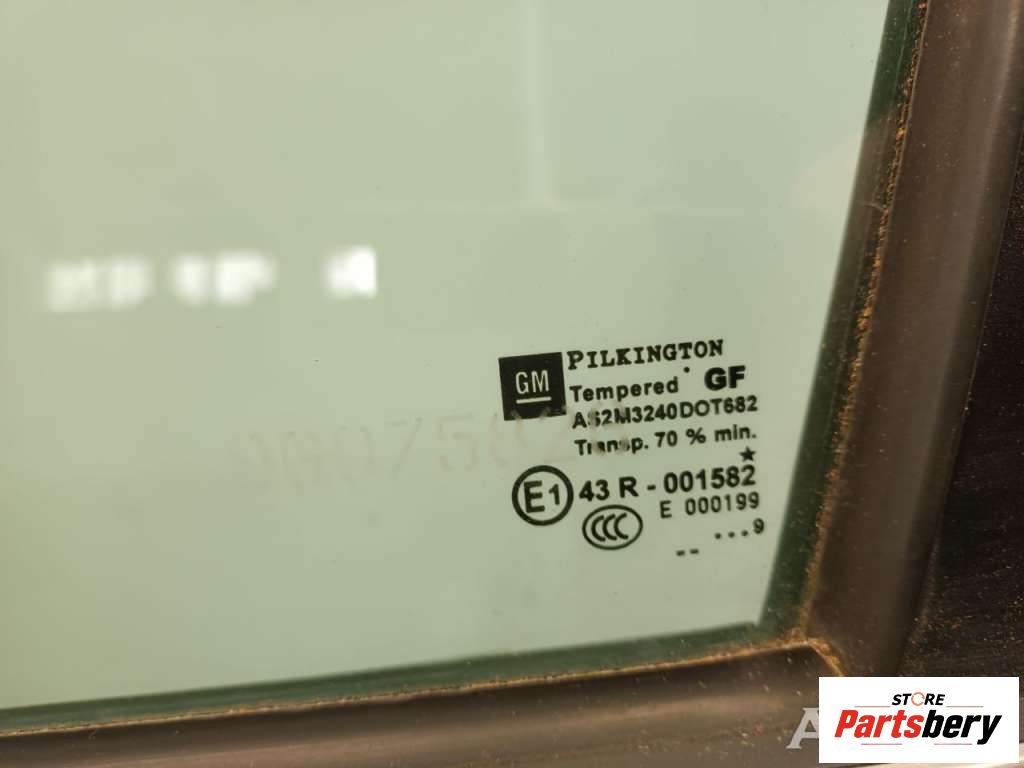 GM
PILKINGTON
Tempered GF
AS2M3240DOT682
Transp. 70 % min.
E1 43 R - 001582
CCC E 000199
-- ...9
STORE
Partsbery